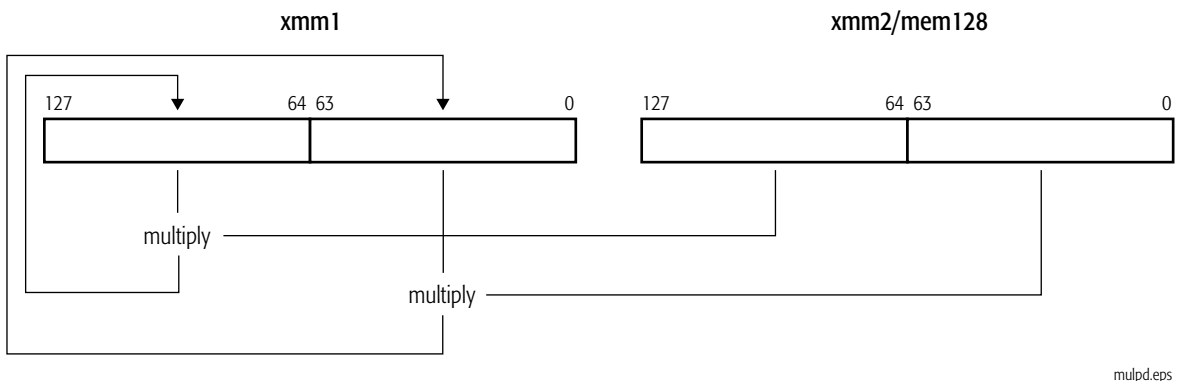 xmm1 xmm2/mem128
127 64 63 0 127 64 63 0
multiply
multiply
mulpd.eps